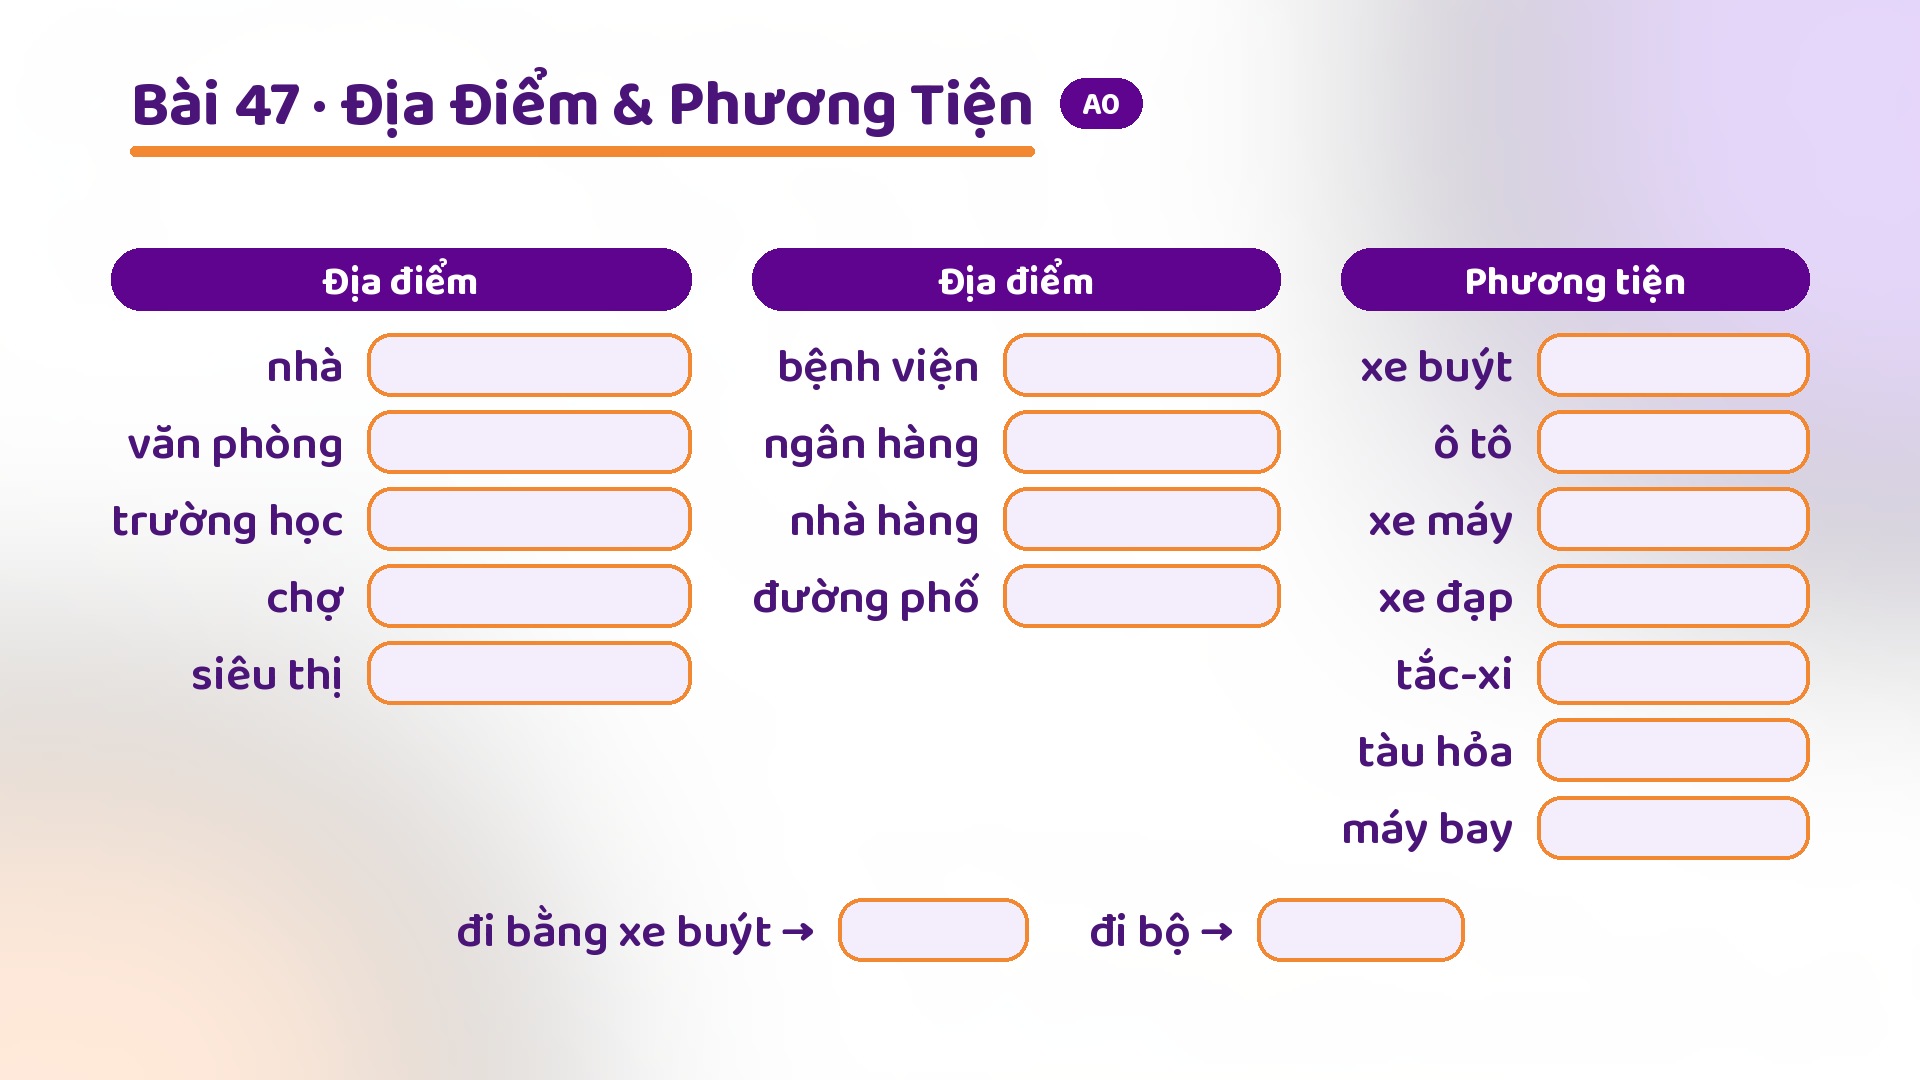 Bài 47 · Địa Điểm & Phương Tiện
A0
Địa điểm
nhà
văn phòng
trường học
chợ
siêu thị
Địa điểm
bệnh viện
ngân hàng
nhà hàng
đường phố
Phương tiện
xe buýt
ô tô
xe máy
xe đạp
tắc-xi
tàu hỏa
máy bay
đi bằng xe buýt →
đi bộ →